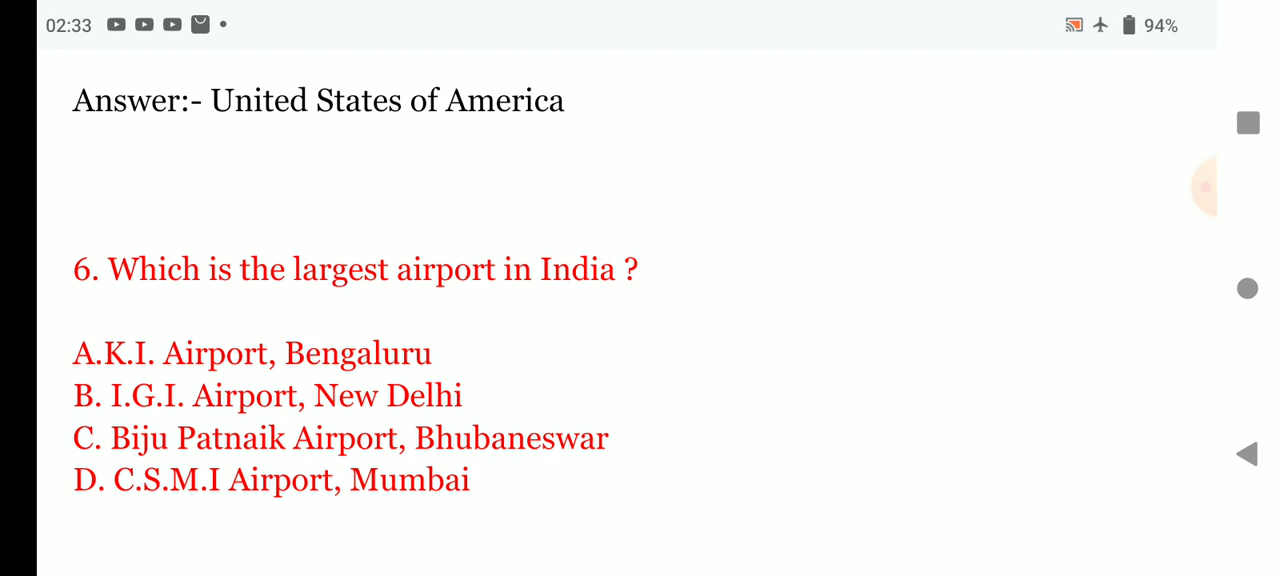 02:33
94%
Answer:- United States of America
6. Which is the largest airport in India ?
A.K.I. Airport, Bengaluru
B. I.G.I. Airport, New Delhi
C. Biju Patnaik Airport, Bhubaneswar
D. C.S.M.I Airport, Mumbai